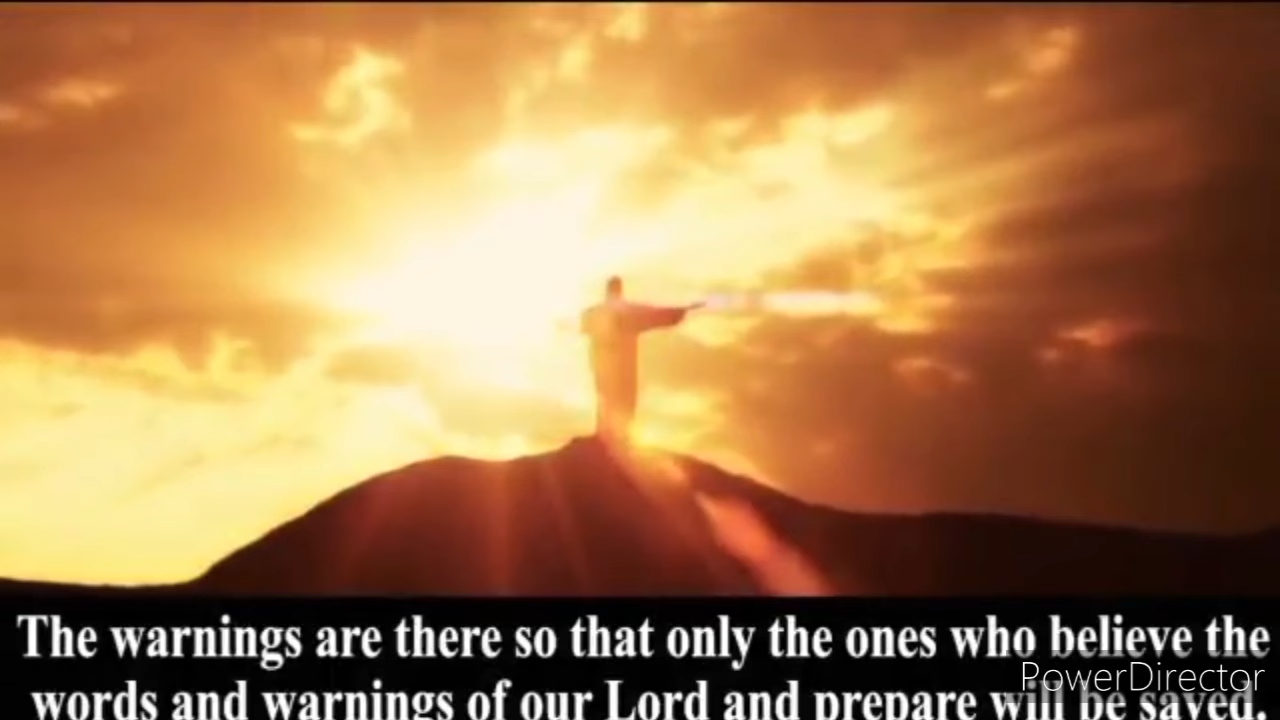 The warnings are there so that only the ones who believe the
words and warnings of our Lord and prepare will be saved.
PowerDirector